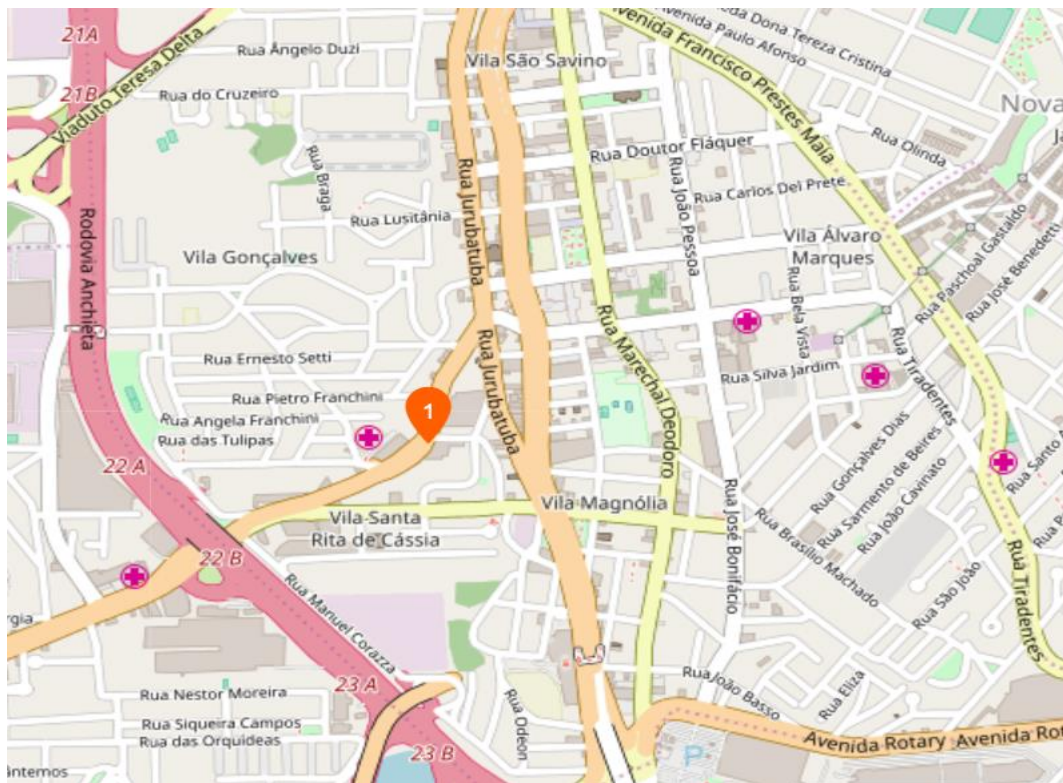 21A
Rua Ângelo Duzi
Vila São Savino
Avenida Francisco Prestes Maia
Avenida Paulo Afonso
Dona Tereza Cristina
21B
Viaduto Teresa Delta
Rua do Cruzeiro
Nova
Rua Braga
Rua Doutor Fláquer
Rua Olinda
Rua Carlos Del Prete
Rua Lusitânia
Rua Jurubatuba
Rua João Pessoa
Rodovia Anchieta
Vila Gonçalves
Vila Álvaro
Marques
Rua Paschoal Gastaldo
Rua José Benedetti
Rua Bela Vista
Rua Marechal Deodoro
Rua Jurubatuba
Rua Ernesto Setti
Rua Silva Jardim
Rua Tiradentes
Rua Pietro Franchini
1
Rua Angela Franchini
Rua das Tulipas
22 A
Rua Gonçalves Dias
Rua Sarmento de Beires
Rua João Cavinato
Rua Santo
Vila Santa
Rita de Cássia
Vila Magnólia
Rua José Bonifácio
Rua Brasílio Machado
22 B
Rua Manuel Corazza
Rua São João
Rua Tiradentes
rgia
23 A
Rua Nestor Moreira
Rua João Basso
Rua Eliza
Rua Siqueira Campos
Rua das Orquideas
Rua Odeon
23 B
P
Avenida Rotary
Avenida Rot
ntemos